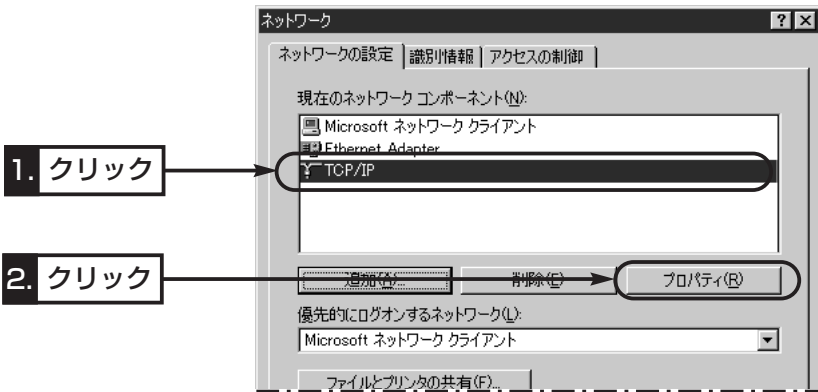 ネットワーク
ネットワークの設定 識別情報 アクセスの制御
現在のネットワーク コンポーネント(N):
Microsoft ネットワーク クライアント
Ethernet Adapter
1. クリック
TCP/IP
2. クリック
追加(A)... 削除(E) プロパティ(R)
優先的にログオンするネットワーク(L):
Microsoft ネットワーク クライアント
ファイルとプリンタの共有(F)...